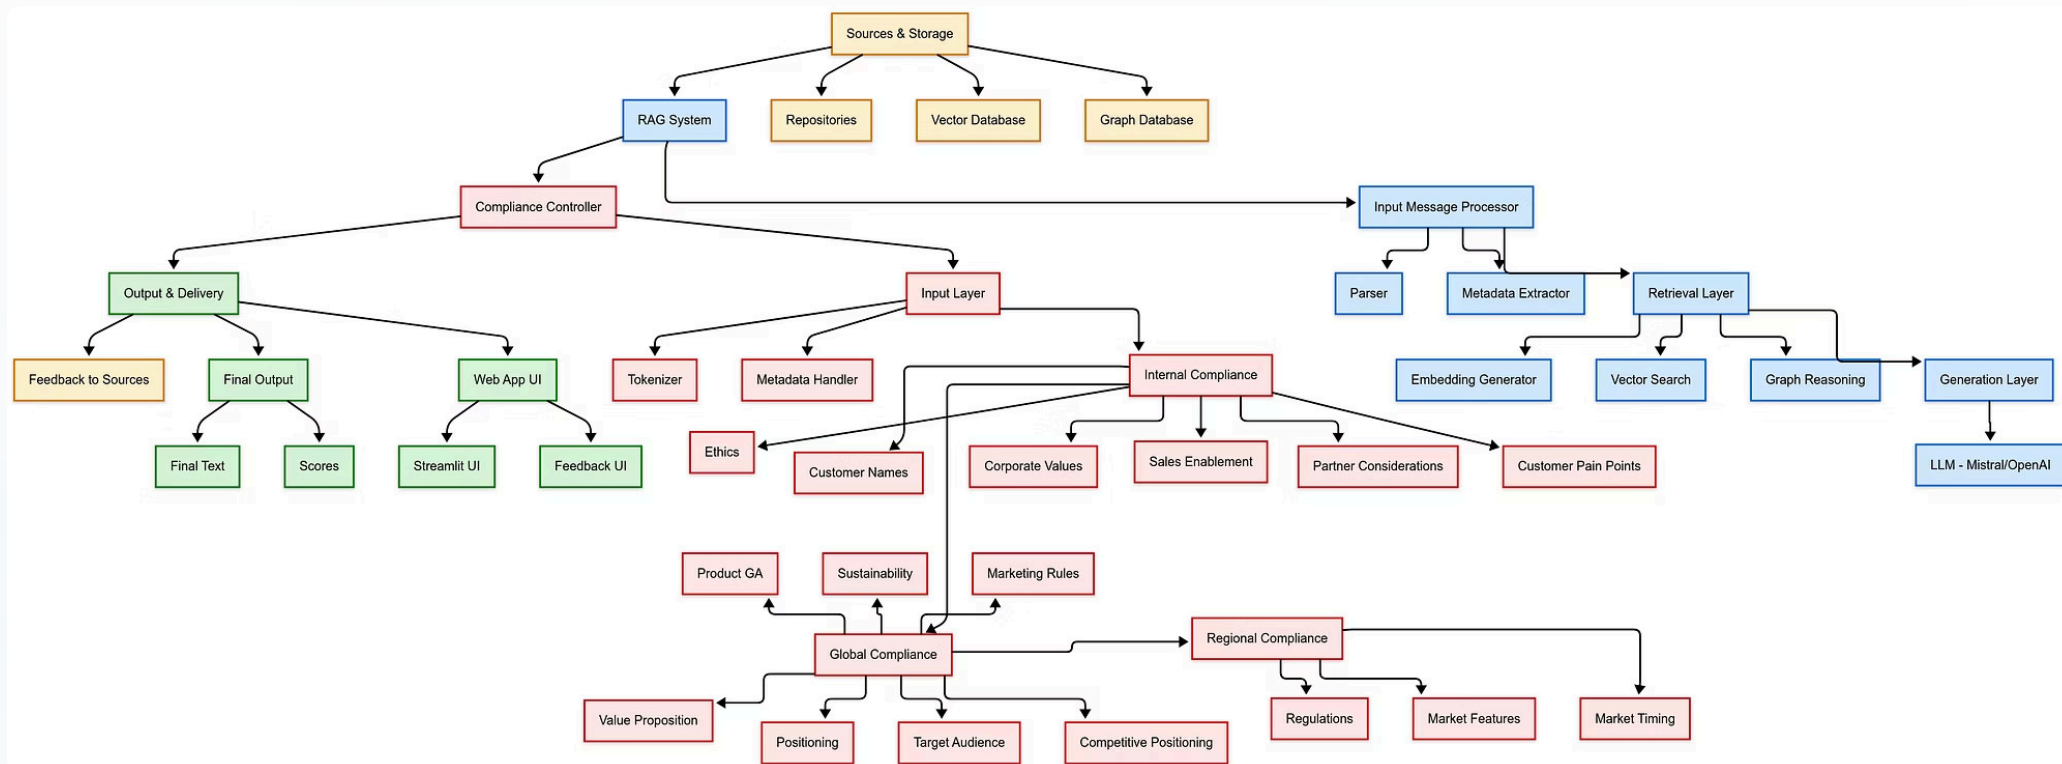 Sources & Storage
RAG System
Repositories
Vector Database
Graph Database
Compliance Controller
Input Message Processor
Output & Delivery
Input Layer
Parser
Metadata Extractor
Retrieval Layer
Feedback to Sources
Final Output
Web App UI
Tokenizer
Metadata Handler
Internal Compliance
Embedding Generator
Vector Search
Graph Reasoning
Generation Layer
Final Text
Scores
Streamlit UI
Feedback UI
Ethics
Customer Names
Corporate Values
Sales Enablement
Partner Considerations
Customer Pain Points
LLM - Mistral/OpenAI
Product GA
Sustainability
Marketing Rules
Global Compliance
Regional Compliance
Value Proposition
Positioning
Target Audience
Competitive Positioning
Regulations
Market Features
Market Timing